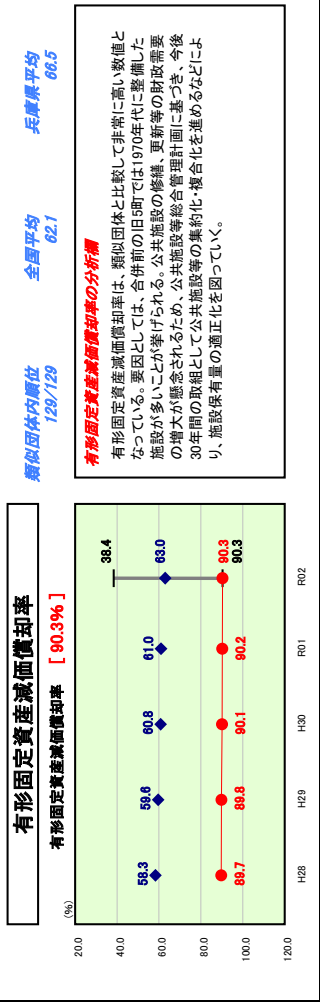 有形固定資産減価償却率
有形固定資産減価償却率 [ 90.3% ]
類似団体内順位
129/129
全国平均
62.1
兵庫県平均
66.5
(%)
20.0
40.0
60.0
80.0
100.0
120.0
58.3
59.6
60.8
61.0
63.0
38.4
89.7
89.8
90.1
90.2
90.3
90.3
H28
H29
H30
R01
R02
有形固定資産減価償却率の分析欄
有形固定資産減価償却率は、類似団体と比較して非常に高い数値と
なっている。要因としては、合併前の旧5町では1970年代に整備した
施設が多いことが挙げられる。公共施設の修繕、更新等の財政需要
の増大が懸念されるため、公共施設等総合管理計画に基づき、今後
30年間の取組として公共施設等の集約化・複合化を進めるなどによ
り、施設保有量の適正化を図っていく。